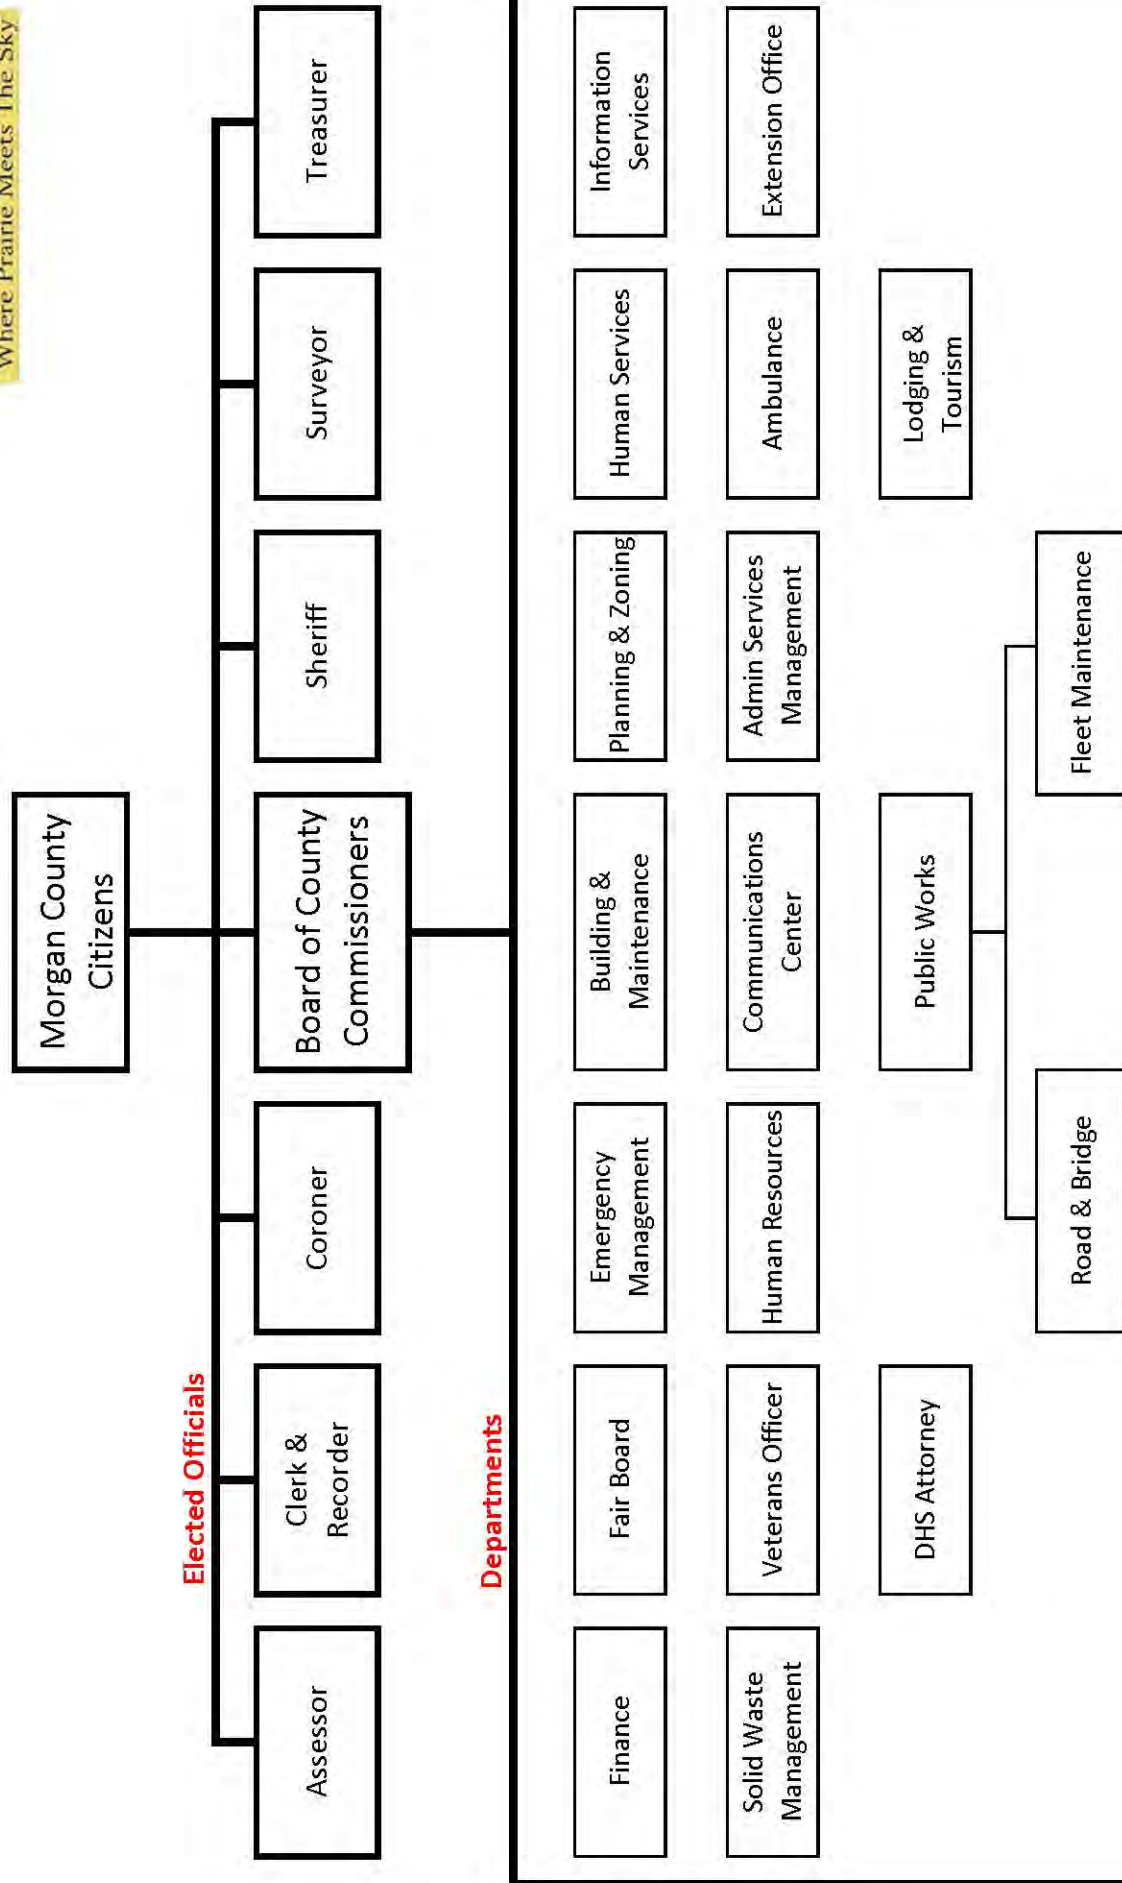 Where Prairie Meets The Sky
Morgan County
Citizens
Elected Officials
Assessor
Clerk &
Recorder
Coroner
Board of County
Commissioners
Sheriff
Surveyor
Treasurer
Departments
Finance
Fair Board
Emergency
Management
Building &
Maintenance
Planning & Zoning
Human Services
Information
Services
Solid Waste
Management
Veterans Officer
Human Resources
Communications
Center
Admin Services
Management
Ambulance
Extension Office
DHS Attorney
Public Works
Lodging &
Tourism
Road & Bridge
Fleet Maintenance